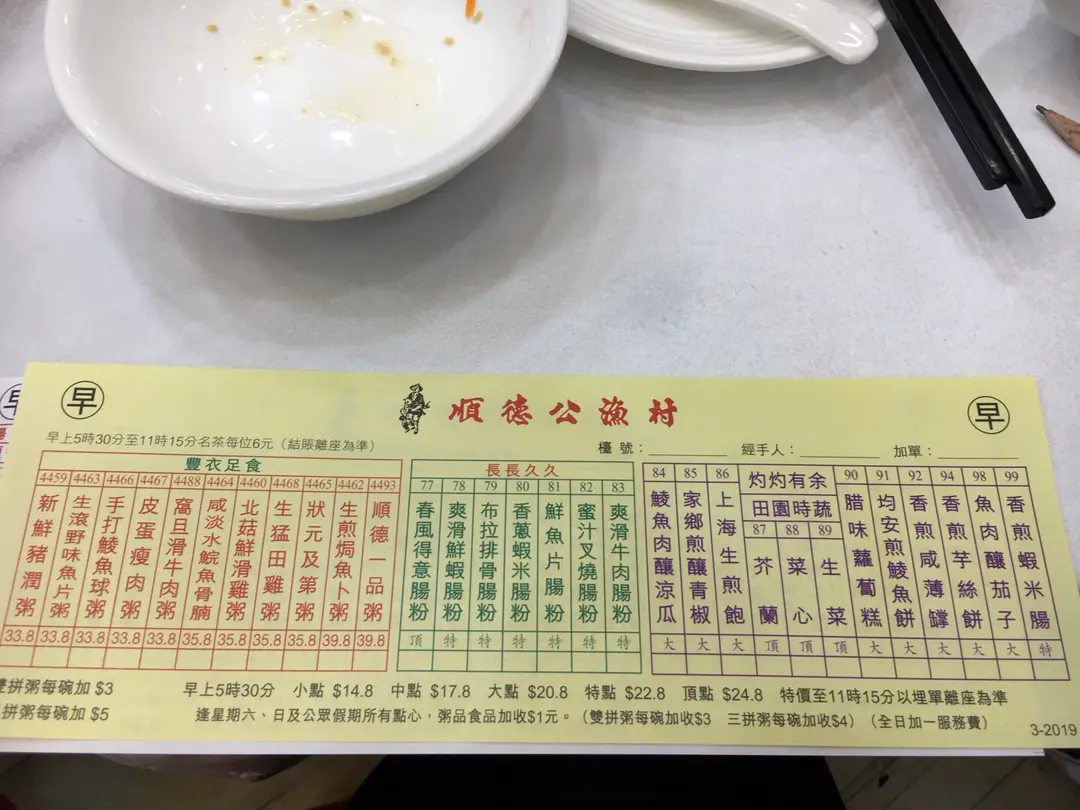 早
順德公漁村
早
早上5時30分至11時15分名茶每位6元（結賬離座為準）
檯號：
經手人：
加單：
豐衣足食
4459 新鮮豬潤粥 33.8
4463 生滾野味魚片粥 33.8
4466 手打鯪魚球粥 33.8
4467 皮蛋瘦肉粥 33.8
4488 窩旦滑牛肉粥 33.8
4464 咸淡水鯇魚骨腩 35.8
4460 北菇鮮滑雞粥 35.8
4468 生猛田雞粥 35.8
4465 狀元及第粥 35.8
4462 生煎焗魚卜粥 39.8
4493 順德一品粥 39.8
長長久久
77 春風得意腸粉 頂
78 爽滑鮮蝦腸粉 特
79 布拉排骨腸粉 特
80 香蔥蝦米腸粉 特
81 鮮魚片腸粉 特
82 蜜汁叉燒腸粉 特
83 爽滑牛肉腸粉 特
84 鯪魚肉釀涼瓜 大
85 家鄉煎釀青椒 大
86 上海生煎飽 大
灼灼有余
田園時蔬
87 芥蘭 頂
88 菜心 頂
89 生菜 頂
90 腊味蘿蔔糕 大
91 均安煎鯪魚餅 大
92 香煎咸薄罉 大
94 香煎芋絲餅 大
98 魚肉釀茄子 大
99 香煎蝦米腸 特
雙拼粥每碗加 $3
拼粥每碗加 $5
早上5時30分 小點 $14.8 中點 $17.8 大點 $20.8 特點 $22.8 頂點 $24.8 特價至11時15分以埋單離座為準
逢星期六、日及公眾假期所有點心，粥品食品加收$1元。（雙拼粥每碗加收$3 三拼粥每碗加收$4）（全日加一服務費）
3-2019